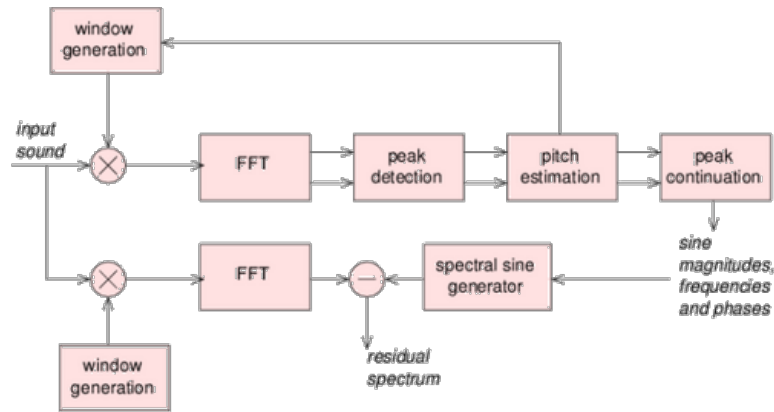 window
generation
input
sound
FFT
peak
detection
pitch
estimation
peak
continuation
sine
magnitudes,
frequencies
and phases
FFT
spectral sine
generator
residual
spectrum
window
generation